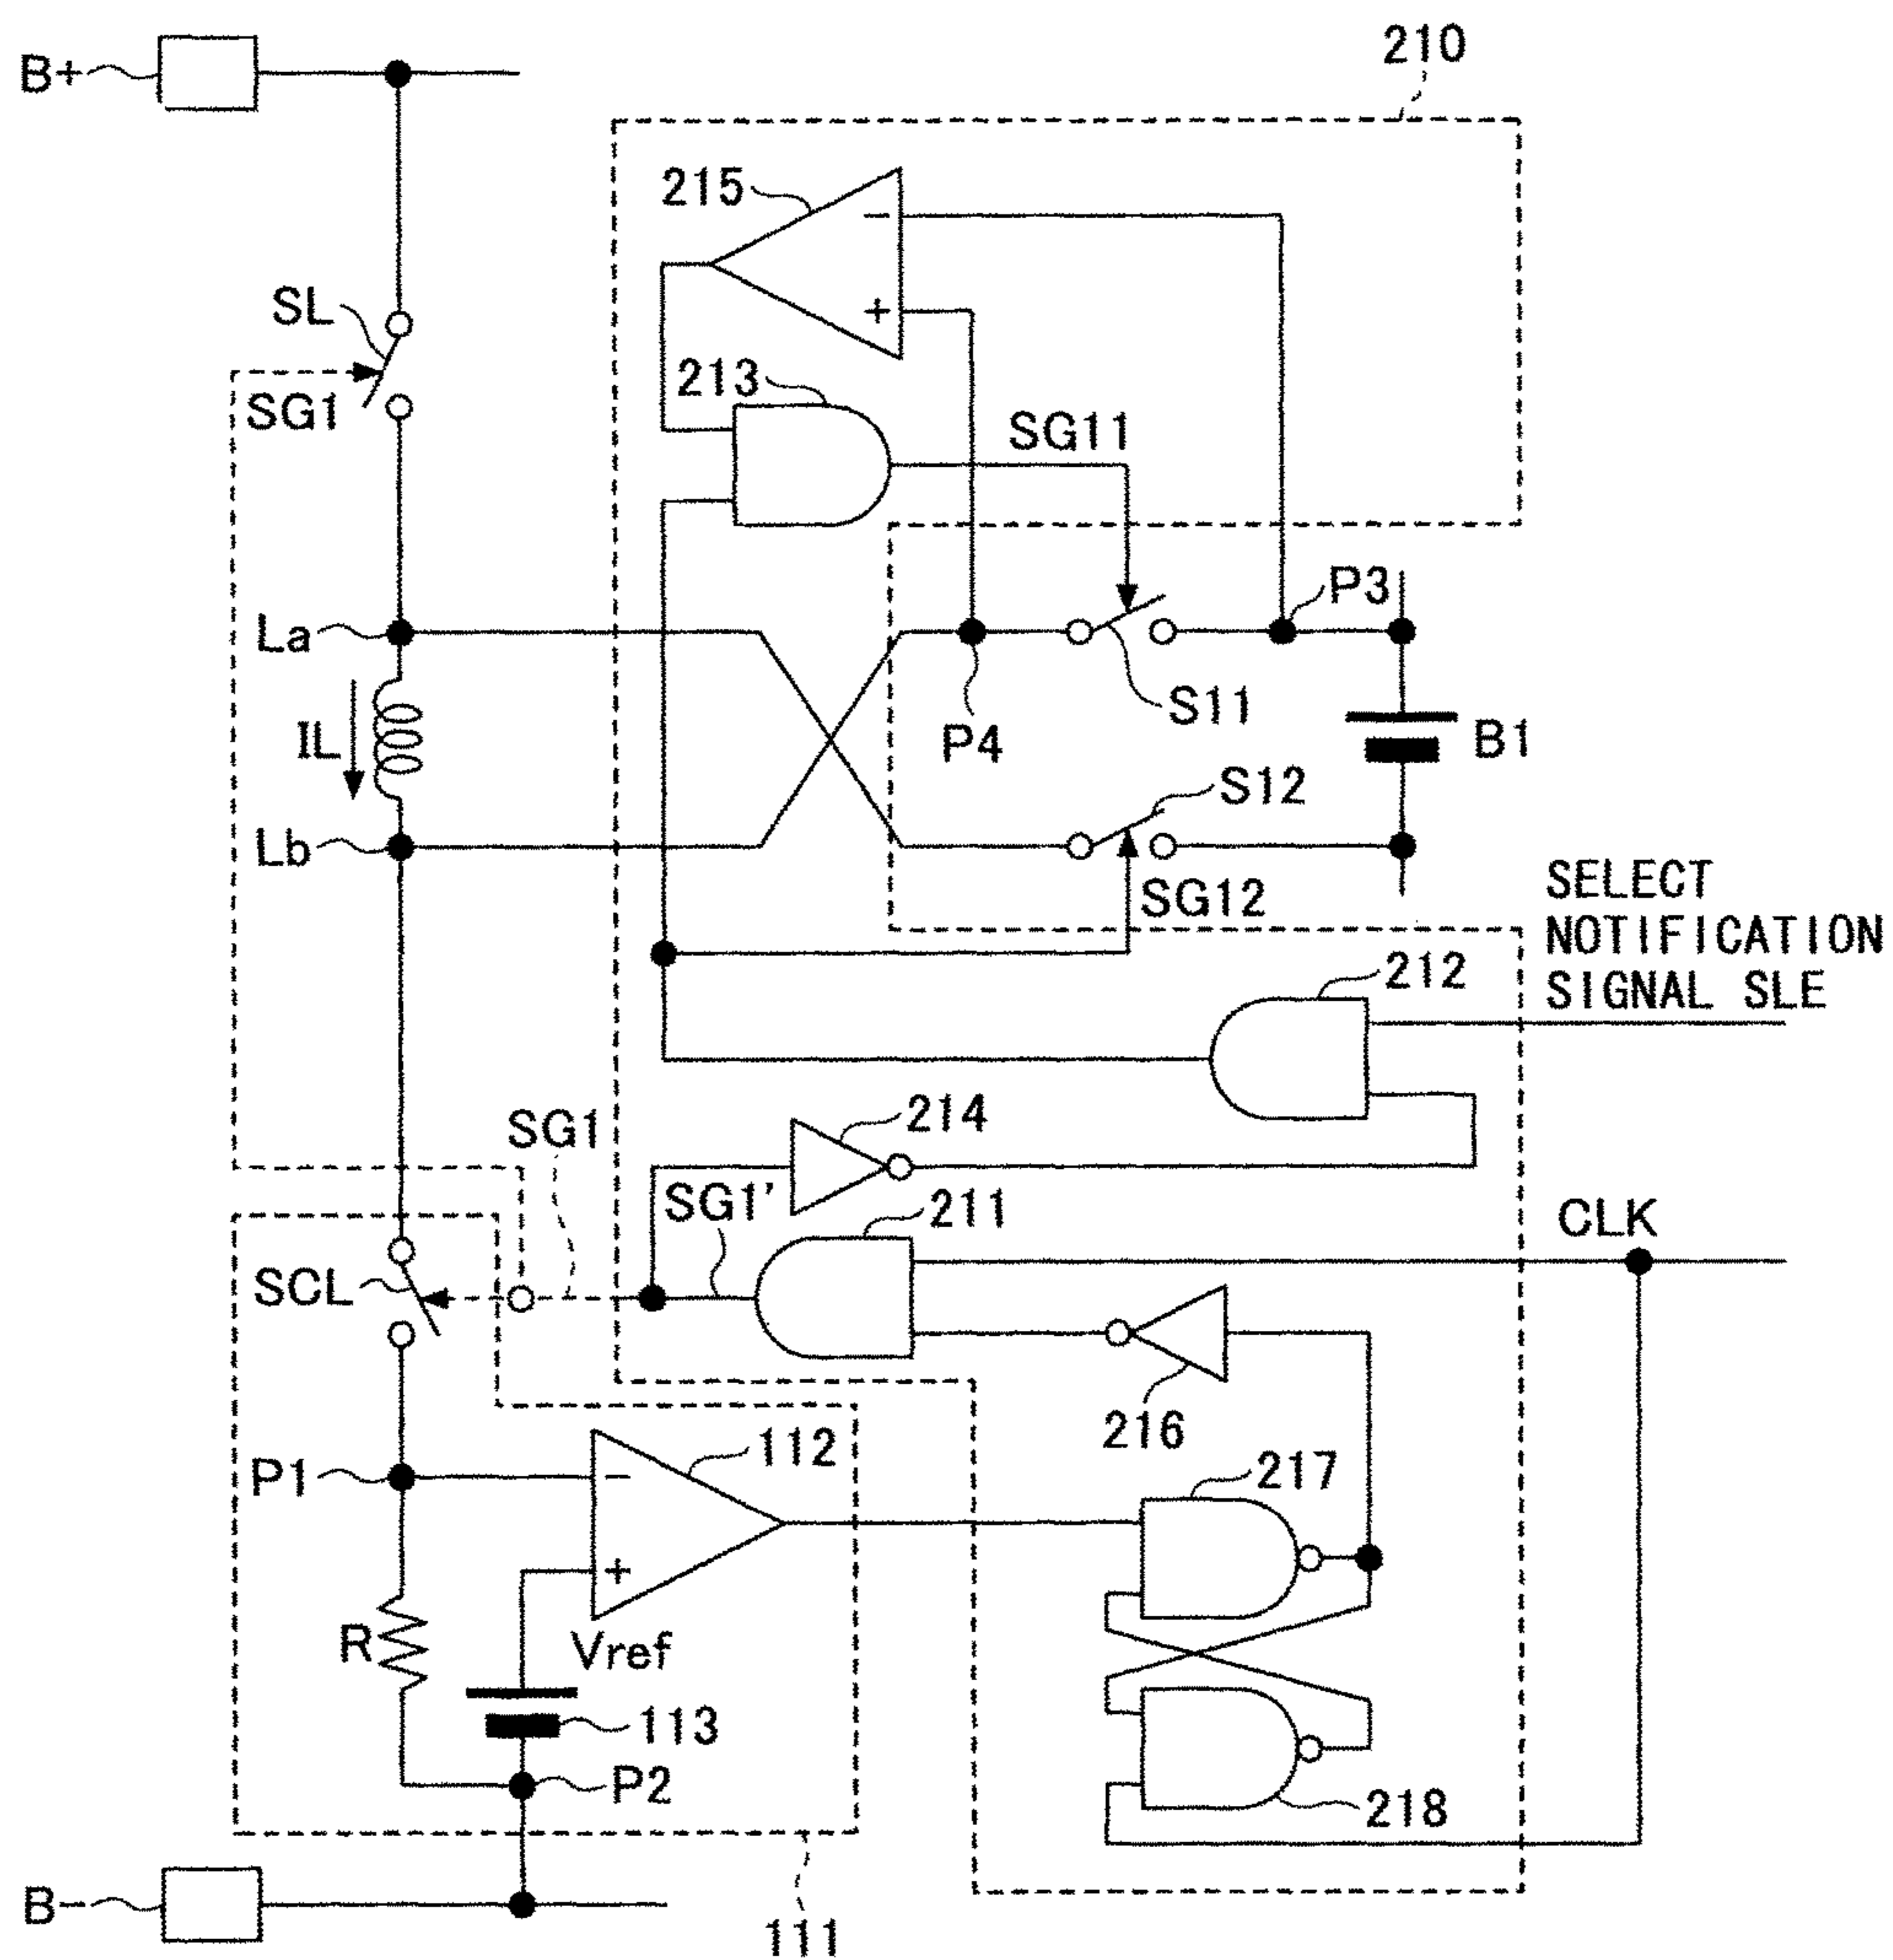 210
B+
215
−
SL
+
213
SG1
SG11
P3
La
S11
IL
P4
B1
S12
Lb
SG12
SELECT
NOTIFICATION
SIGNAL SLE
212
214
SG1
SG1'
211
CLK
SCL
216
112
217
P1
−
+
R
Vref
113
P2
218
B−
111